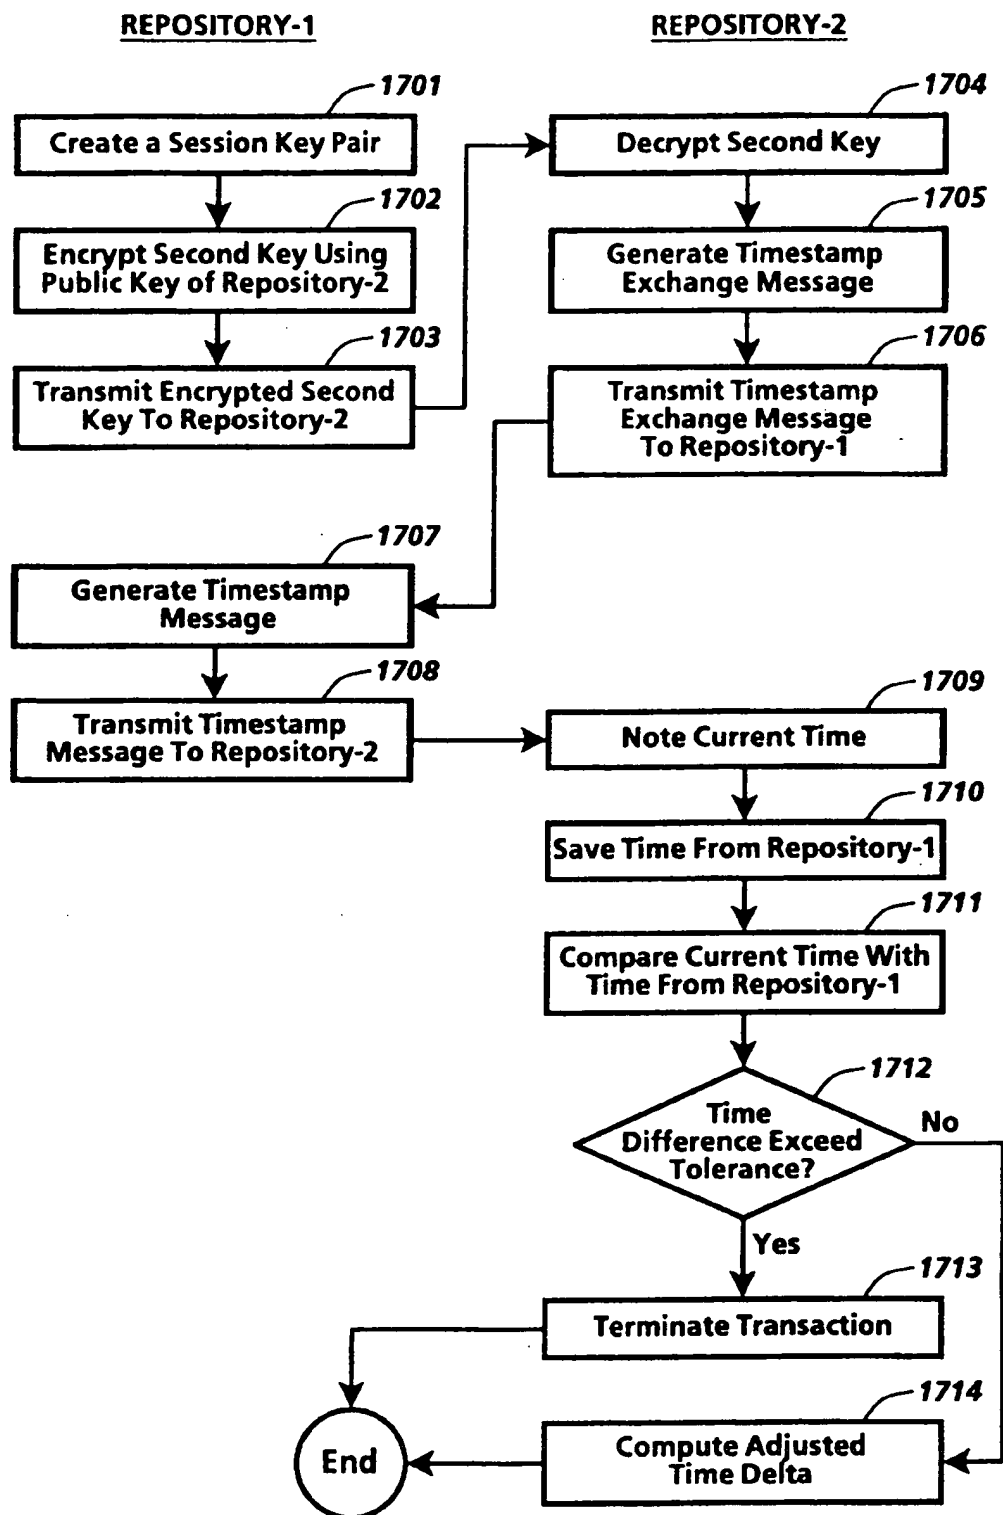 REPOSITORY-1
REPOSITORY-2
1701
Create a Session Key Pair
1702
Encrypt Second Key Using
Public Key of Repository-2
1703
Transmit Encrypted Second
Key To Repository-2
1704
Decrypt Second Key
1705
Generate Timestamp
Exchange Message
1706
Transmit Timestamp
Exchange Message
To Repository-1
1707
Generate Timestamp
Message
1708
Transmit Timestamp
Message To Repository-2
1709
Note Current Time
1710
Save Time From Repository-1
1711
Compare Current Time With
Time From Repository-1
1712
Time
Difference Exceed
Tolerance?
No
Yes
1713
Terminate Transaction
1714
Compute Adjusted
Time Delta
End